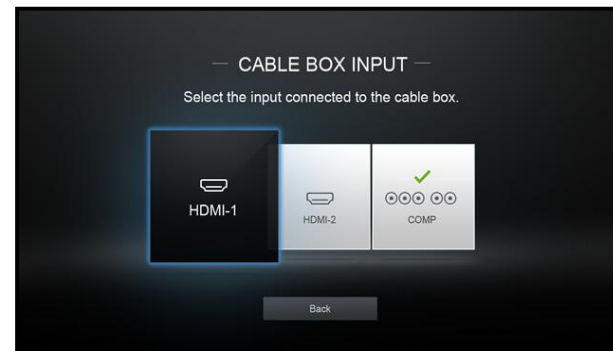 CABLE BOX INPUT
Select the input connected to the cable box.
HDMI-1
HDMI-2
COMP
Back